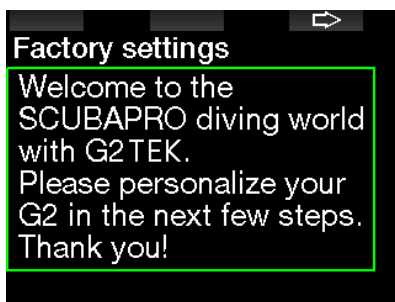 Factory settings
Welcome to the
SCUBAPRO diving world
with G2TEK.
Please personalize your
G2 in the next few steps.
Thank you!